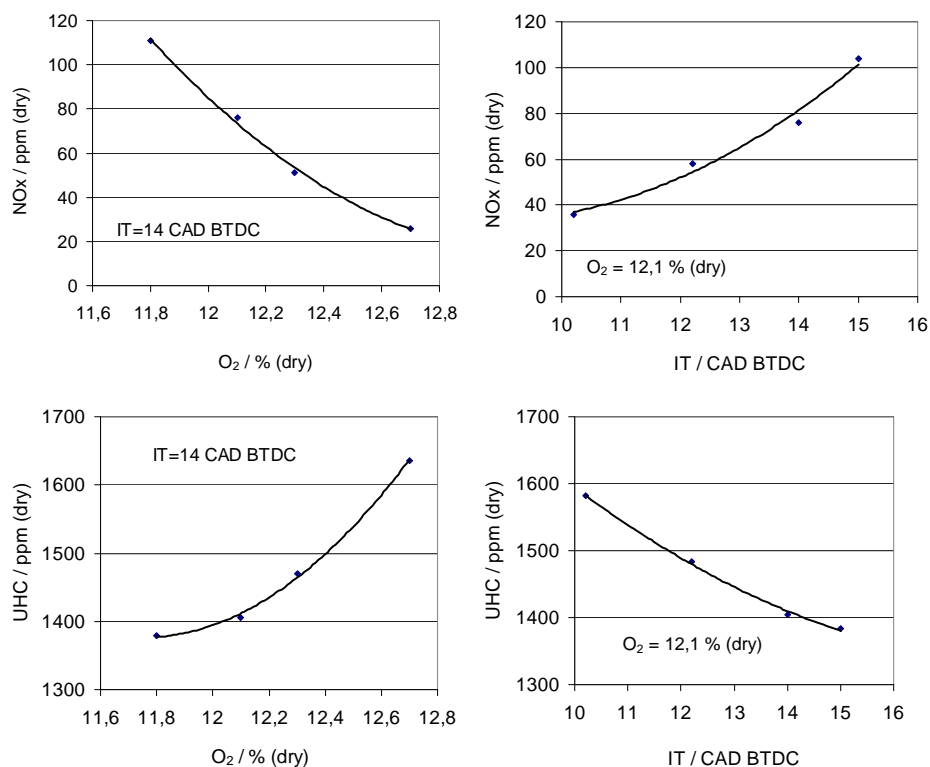 120
100
80
60
40
20
0
NOx / ppm (dry)
IT=14 CAD BTDC
11,6 11,8 12 12,2 12,4 12,6 12,8
O₂ / % (dry)
120
100
80
60
40
20
0
NOx / ppm (dry)
O₂ = 12,1 % (dry)
10 11 12 13 14 15 16
IT / CAD BTDC
1700
1600
1500
1400
1300
UHC / ppm (dry)
IT=14 CAD BTDC
11,6 11,8 12 12,2 12,4 12,6 12,8
O₂ / % (dry)
1700
1600
1500
1400
1300
UHC / ppm (dry)
O₂ = 12,1 % (dry)
10 11 12 13 14 15 16
IT / CAD BTDC